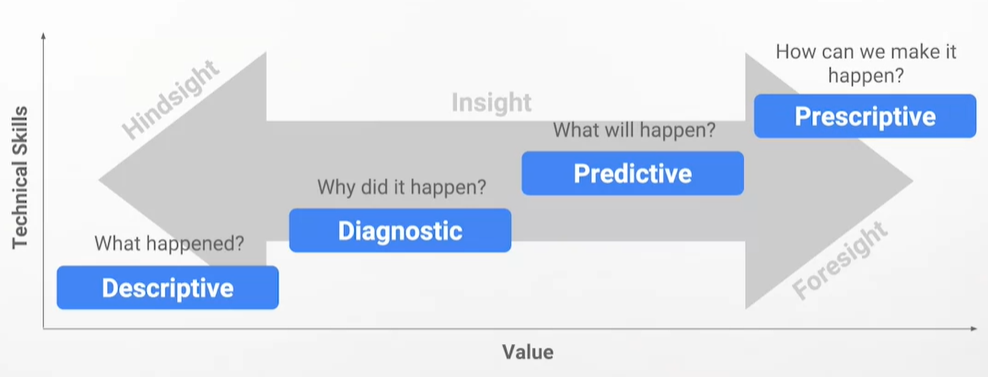 How can we make it
happen?
Prescriptive
Hindsight
Insight
What will happen?
Predictive
Why did it happen?
Diagnostic
What happened?
Descriptive
Foresight
Technical Skills
Value